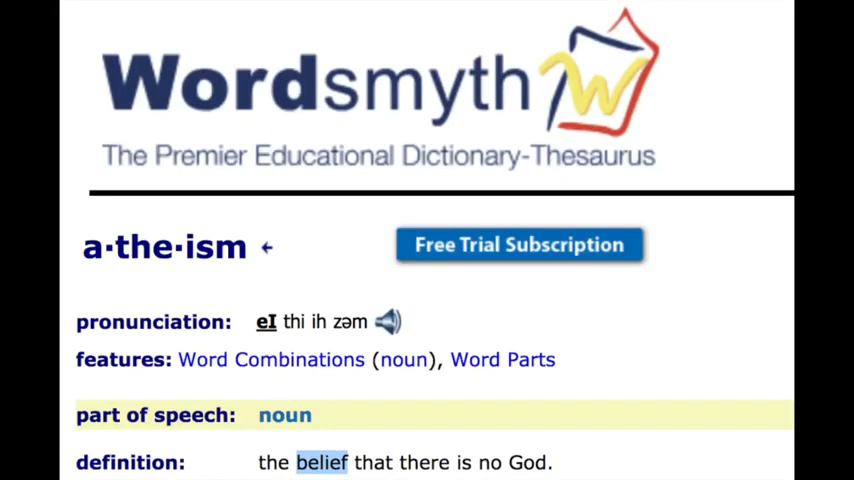 Wordsmyth
The Premier Educational Dictionary-Thesaurus
a·the·ism ←
Free Trial Subscription
pronunciation: eI thi ih zəm
features: Word Combinations (noun), Word Parts
part of speech: noun
definition: the belief that there is no God.